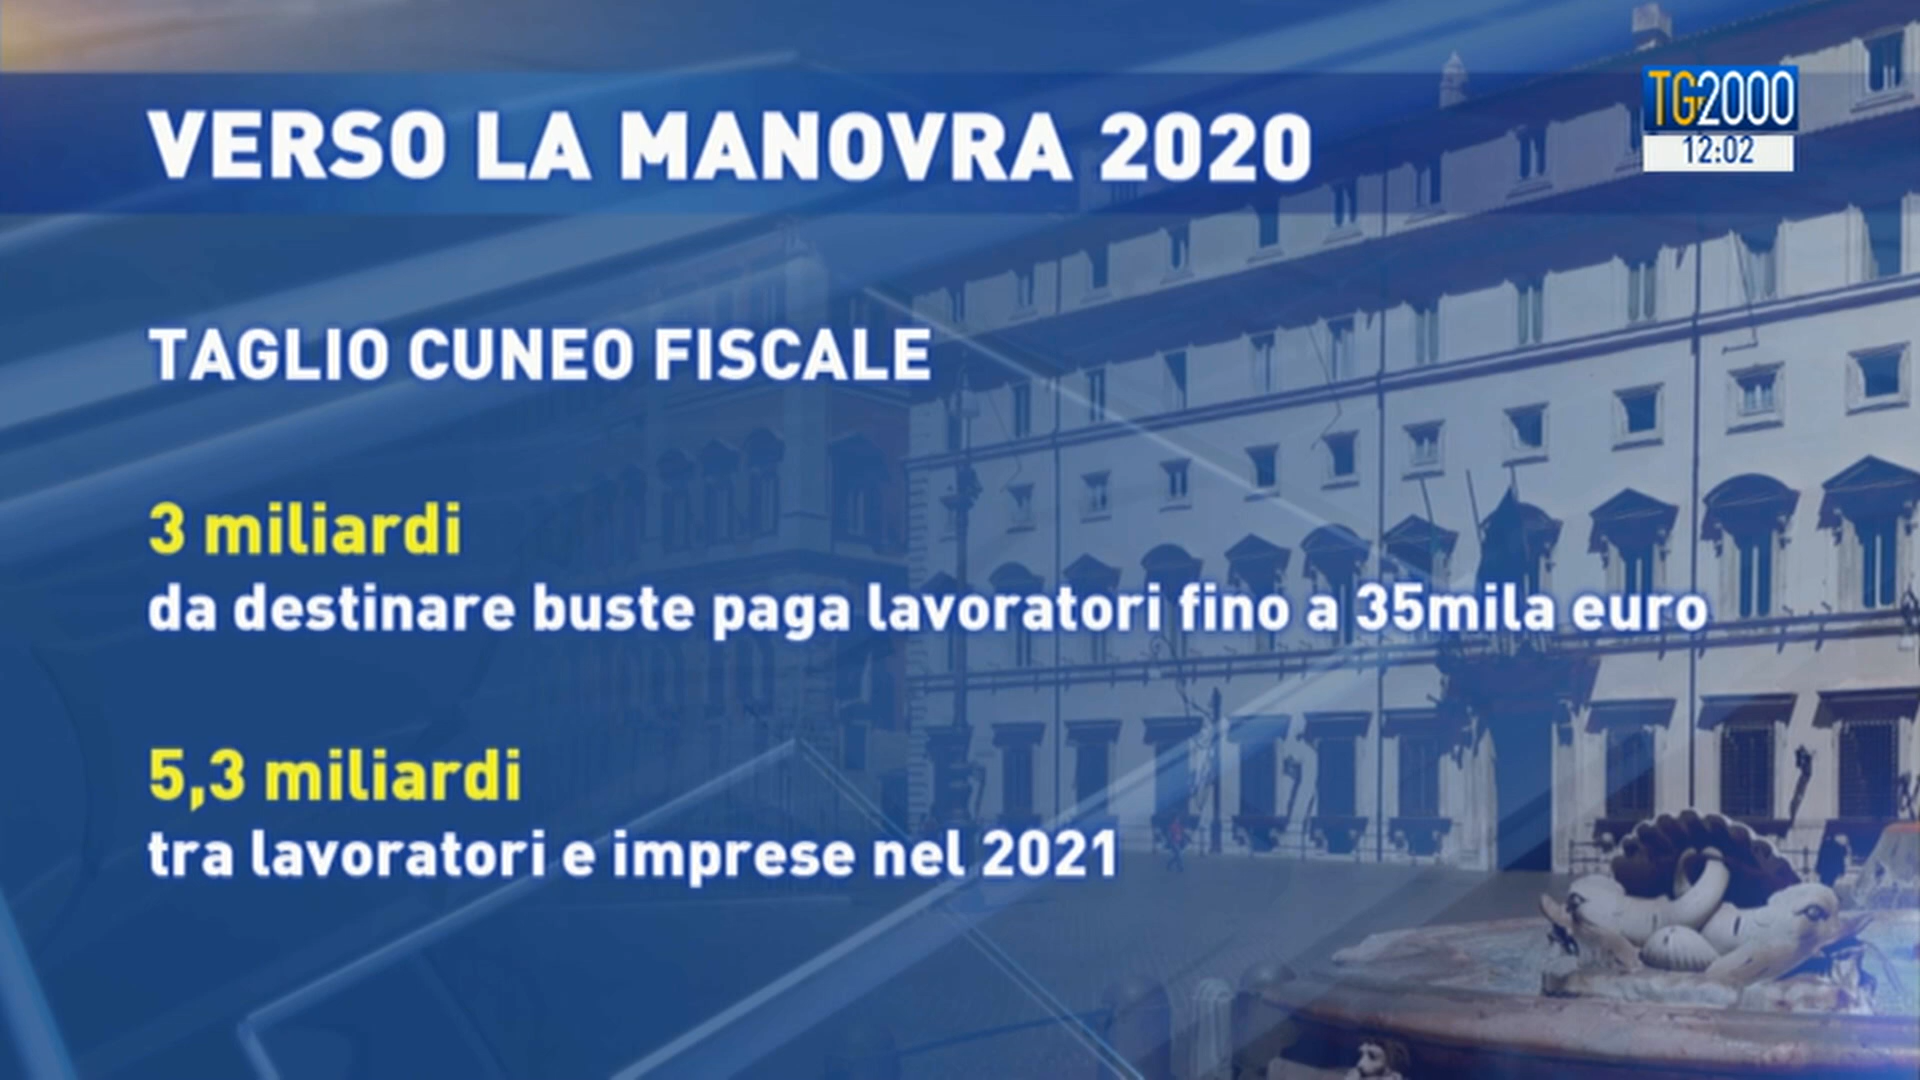 VERSO LA MANOVRA 2020
TG2000
12:02
TAGLIO CUNEO FISCALE
3 miliardi
da destinare buste paga lavoratori fino a 35mila euro
5,3 miliardi
tra lavoratori e imprese nel 2021